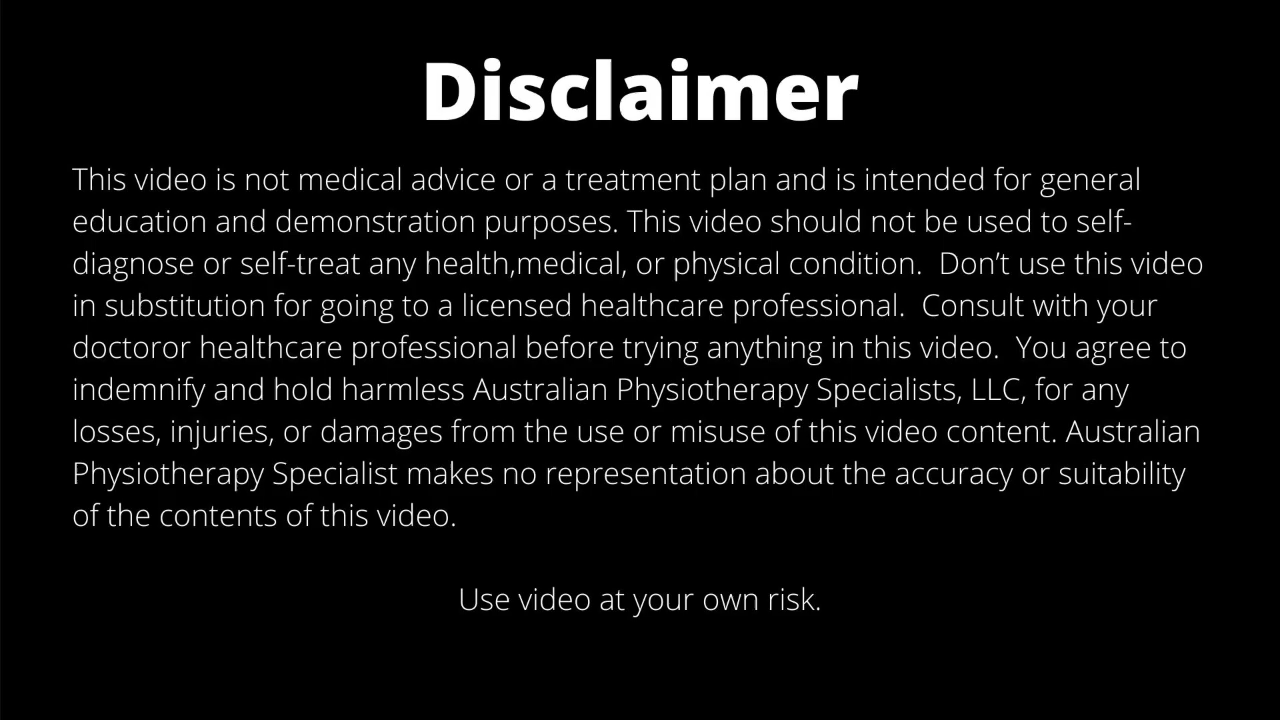 Disclaimer
This video is not medical advice or a treatment plan and is intended for general
education and demonstration purposes. This video should not be used to self-
diagnose or self-treat any health,medical, or physical condition.  Don’t use this video
in substitution for going to a licensed healthcare professional.  Consult with your
doctoror healthcare professional before trying anything in this video.  You agree to
indemnify and hold harmless Australian Physiotherapy Specialists, LLC, for any
losses, injuries, or damages from the use or misuse of this video content. Australian
Physiotherapy Specialist makes no representation about the accuracy or suitability
of the contents of this video.
Use video at your own risk.